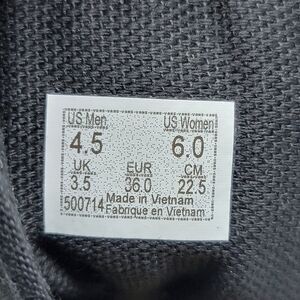 US Men US Women
4.5 6.0
UK EUR CM
3.5 36.0 22.5
500714 Made in Vietnam
Fabrique en Vietnam